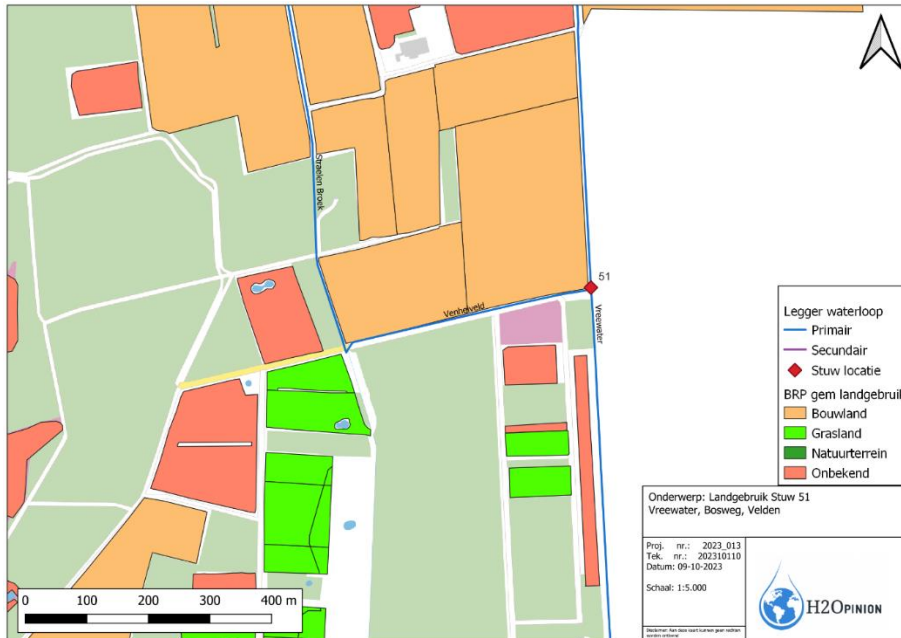 Straelen Broek
51
Venhelveld
Vreewater
Legger waterloop
Primair
Secundair
Stuw locatie
BRP gem landgebruik
Bouwland
Grasland
Natuurterrein
Onbekend
Onderwerp: Landgebruik Stuw 51
Vreewater, Bosweg, Velden
Proj. nr.: 2023_013
Tek. nr.: 202310110
Datum: 09-10-2023
Schaal: 1:5.000
H2OPINION
0 100 200 300 400 m